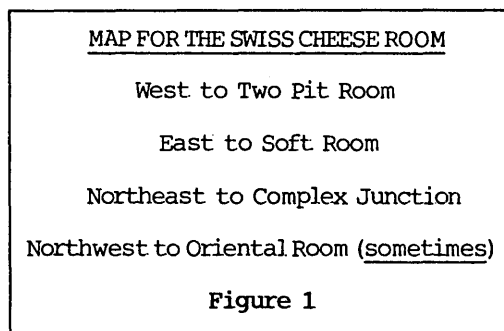 MAP FOR THE SWISS CHEESE ROOM
West to Two Pit Room
East to Soft Room
Northeast to Complex Junction
Northwest to Oriental Room (sometimes)
Figure 1